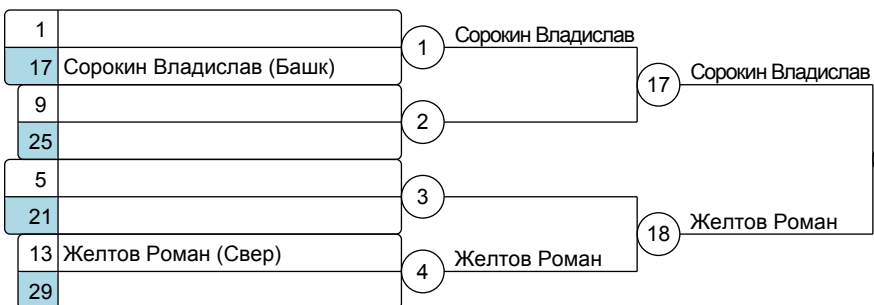 1
17 Сорокин Владислав (Башк)
9
25
5
21
13 Желтов Роман (Свер)
29
1 Сорокин Владислав
2
3
4 Желтов Роман
17 Сорокин Владислав
18 Желтов Роман